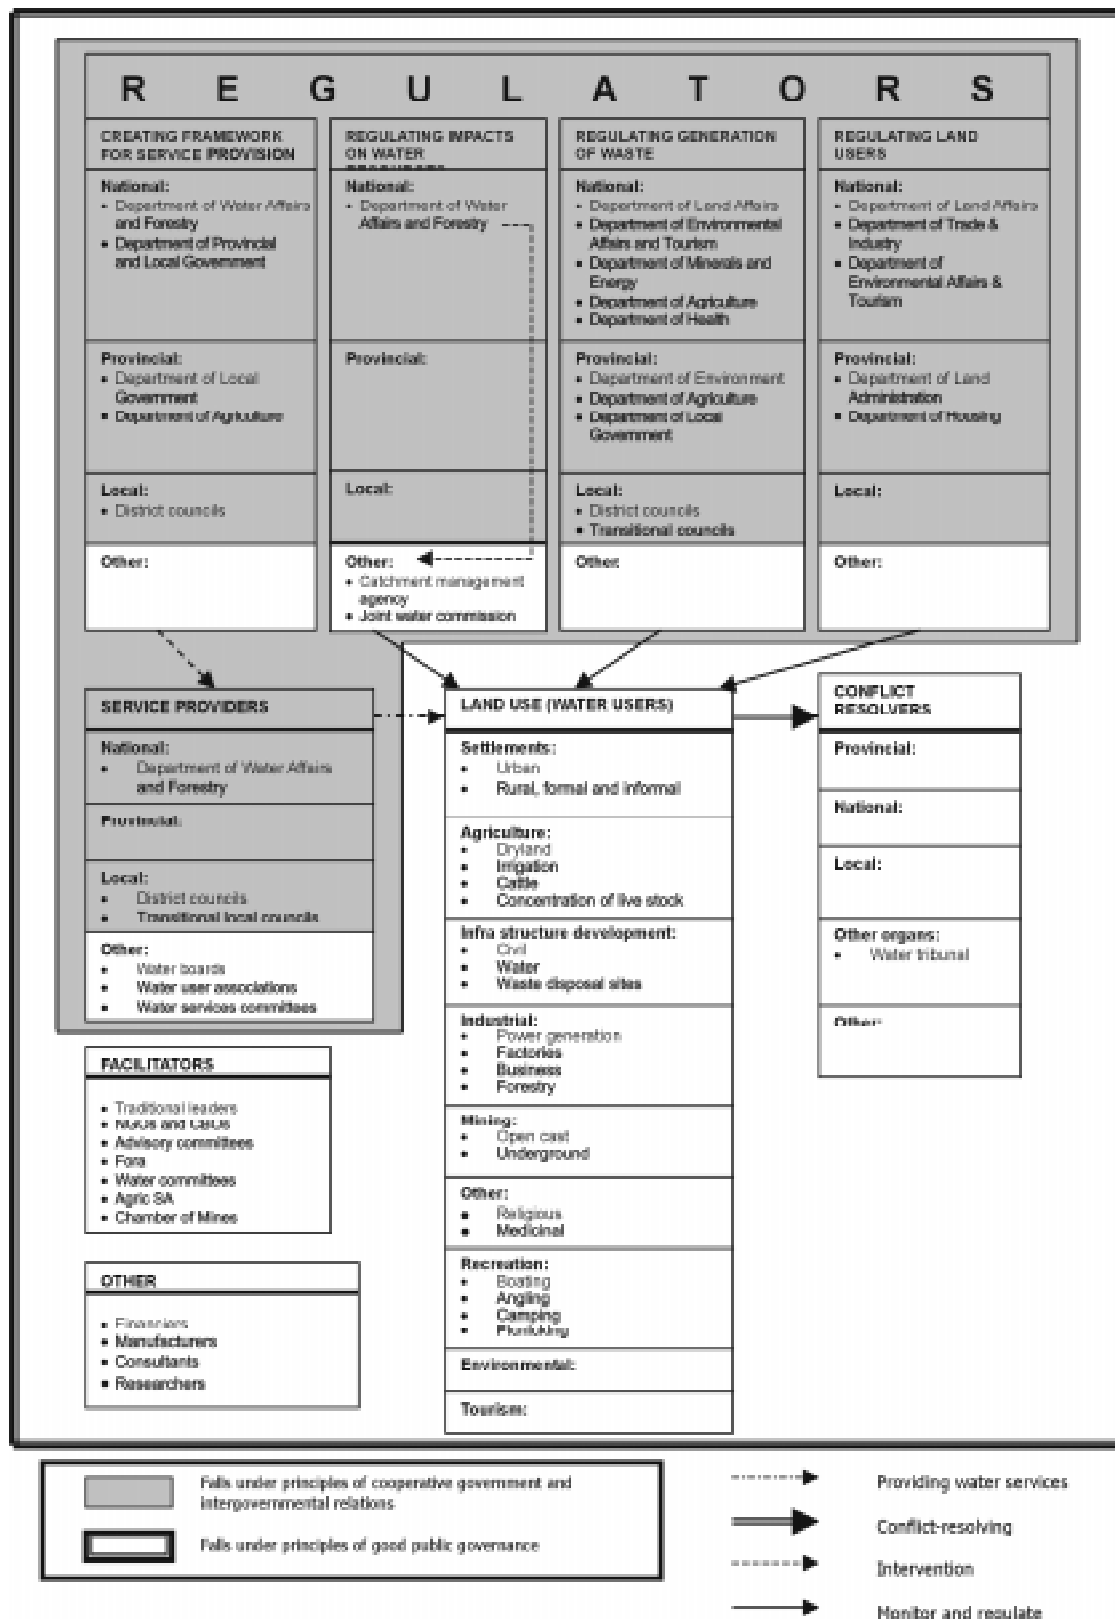 R E G U L A T O R S
CREATING FRAMEWORK
FOR SERVICE PROVISION
National:
• Department of Water Affairs
and Forestry
• Department of Provincial
and Local Government
Provincial:
• Department of Local
Government
• Department of Agriculture
Local:
• District councils
Other:
REGULATING IMPACTS
ON WATER
National:
• Department of Water
Affairs and Forestry
Provincial:
Local:
Other:
• Catchment management
agency
• Joint water commission
REGULATING GENERATION
OF WASTE
National:
• Department of Land Affairs
• Department of Environmental
Affairs and Tourism
• Department of Minerals and
Energy
• Department of Agriculture
• Department of Health
Provincial:
• Department of Environment
• Department of Agriculture
• Department of Local
Government
Local:
• District councils
• Transitional councils
Other
REGULATING LAND
USERS
National:
• Department of Land Affairs
• Department of Trade &
Industry
• Department of
Environmental Affairs &
Tourism
Provincial:
• Department of Land
Administration
• Department of Housing
Local:
Other:
SERVICE PROVIDERS
National:
• Department of Water Affairs
and Forestry
Provincial:
Local:
• District councils
• Transitional local councils
Other:
• Water boards
• Water user associations
• Water services committees
LAND USE (WATER USERS)
Settlements:
• Urban
• Rural, formal and informal
Agriculture:
• Dryland
• Irrigation
• Cattle
• Concentration of live stock
Infra structure development:
• Civil
• Water
• Waste disposal sites
Industrial:
• Power generation
• Factories
• Business
• Forestry
Mining:
• Open cast
• Underground
Other:
• Religious
• Medicinal
Recreation:
• Boating
• Angling
• Camping
Environmental:
Tourism:
CONFLICT
RESOLVERS
Provincial:
National:
Local:
Other organs:
• Water tribunal
Other:
FACILITATORS
• Traditional leaders
• NGOs and CBOs
• Advisory committees
• Fora
• Water committees
• Agric SA
• Chamber of Mines
OTHER
• Financiers
• Manufacturers
• Consultants
• Researchers
Falls under principles of cooperative government and
intergovernmental relations
Falls under principles of good public governance
Providing water services
Conflict-resolving
Intervention
Monitor and regulate